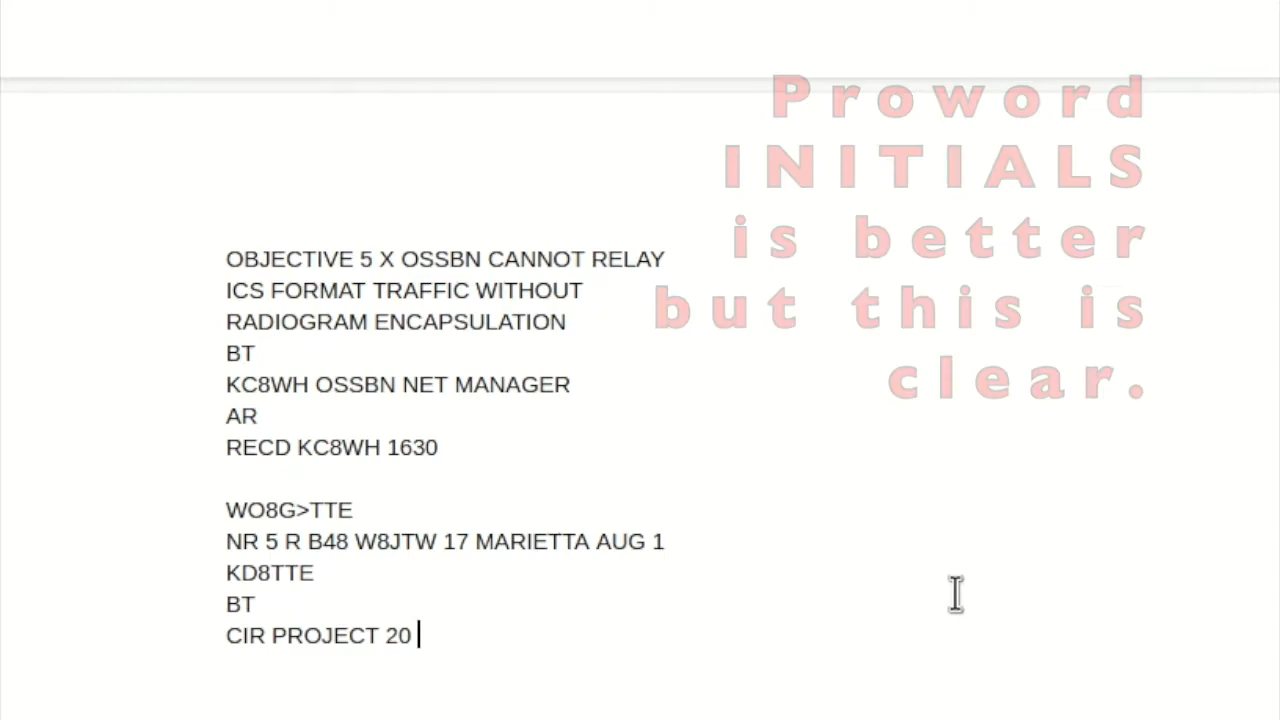 Proword
INITIALS
is better
but this is
clear.
OBJECTIVE 5 X OSSBN CANNOT RELAY
ICS FORMAT TRAFFIC WITHOUT
RADIOGRAM ENCAPSULATION
BT
KC8WH OSSBN NET MANAGER
AR
RECD KC8WH 1630
WO8G>TTE
NR 5 R B48 W8JTW 17 MARIETTA AUG 1
KD8TTE
BT
CIR PROJECT 20